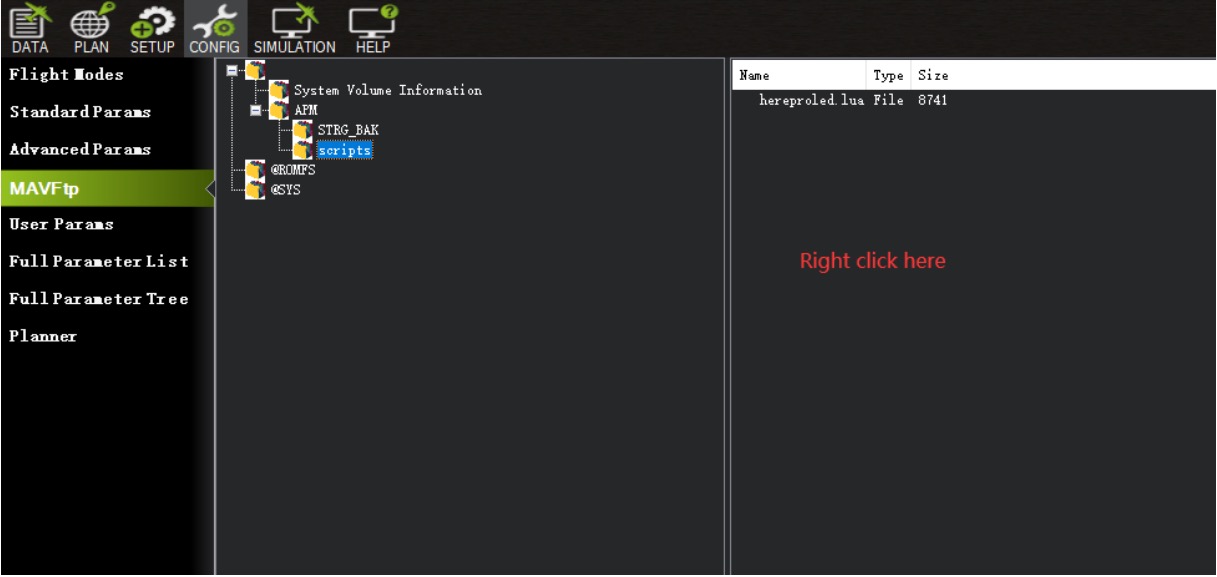 DATA PLAN SETUP CONFIG SIMULATION HELP
Flight Modes
Standard Params
Advanced Params
MAVFtp
User Params
Full Parameter List
Full Parameter Tree
Planner
System Volume Information
APM
STRG_BAK
scripts
@ROMFS
@SYS
Name Type Size
hereproled.lua File 8741
Right click here